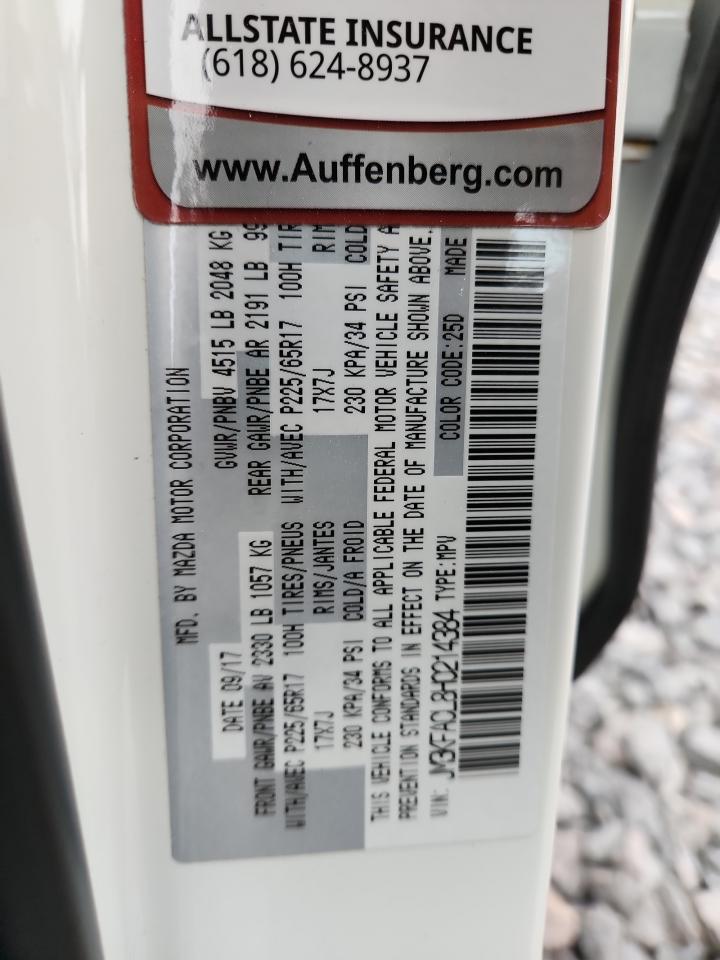 ALLSTATE INSURANCE
(618) 624-8937
www.Auffenberg.com
MFD. BY MAZDA MOTOR CORPORATION
DATE 09/17 GVWR/PNBV 4515 LB 2048 KG
FRONT GAWR/PNBE AV 2330 LB 1057 KG REAR GAWR/PNBE AR 2191 LB 99
WITH/AVEC P225/65R17 100H TIRES/PNEUS WITH/AVEC P225/65R17 100H TIR
17X7J RIMS/JANTES 17X7J RIM
230 KPA/34 PSI COLD/A FROID 230 KPA/34 PSI COLD
THIS VEHICLE CONFORMS TO ALL APPLICABLE FEDERAL MOTOR VEHICLE SAFETY A
PREVENTION STANDARDS IN EFFECT ON THE DATE OF MANUFACTURE SHOWN ABOVE.
VIN: JM3KFACL8H0214384 TYPE:MPV COLOR CODE:25D MADE